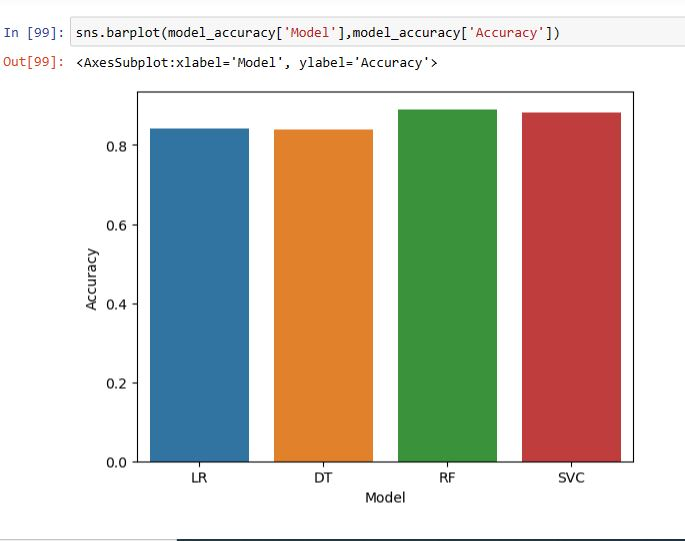 In [99]: sns.barplot(model_accuracy['Model'],model_accuracy['Accuracy'])
Out[99]: <AxesSubplot:xlabel='Model', ylabel='Accuracy'>
0.8
0.6
0.4
0.2
0.0
Accuracy
LR DT RF SVC
Model